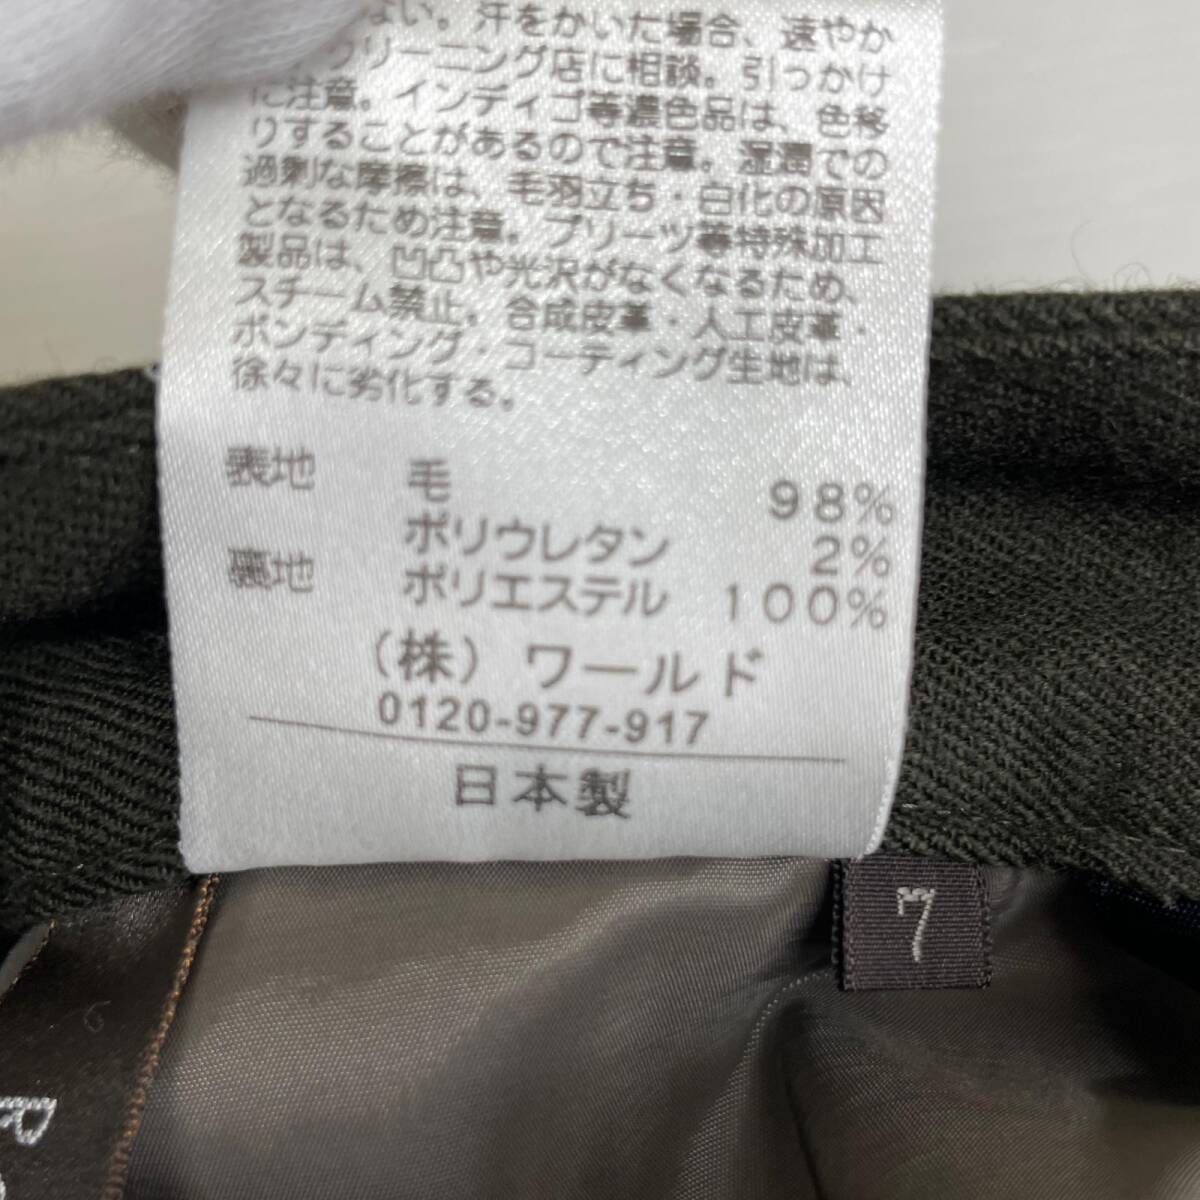 ない。汗をかいた場合、速やか
クリーニング店に相談。引っかけ
に注意。インディゴ等濃色品は、色移
りすることがあるので注意。湿潤での
過剰な摩擦は、毛羽立ち・白化の原因
となるため注意。プリーツ等特殊加工
製品は、凹凸や光沢がなくなるため、
スチーム禁止。合成皮革・人工皮革・
ボンディング・コーティング生地は、
徐々に劣化する。
表地 毛 98%
ポリウレタン 2%
裏地 ポリエステル 100%
(株) ワールド
0120-977-917
日本製
7